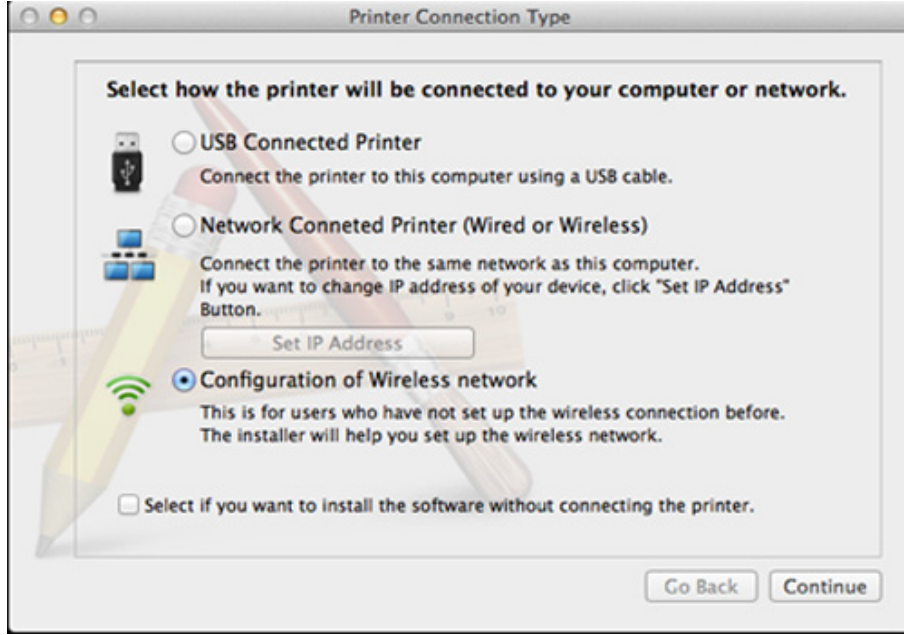 Printer Connection Type
Select how the printer will be connected to your computer or network.
USB Connected Printer
Connect the printer to this computer using a USB cable.
Network Conneted Printer (Wired or Wireless)
Connect the printer to the same network as this computer.
If you want to change IP address of your device, click "Set IP Address"
Button.
Set IP Address
Configuration of Wireless network
This is for users who have not set up the wireless connection before.
The installer will help you set up the wireless network.
Select if you want to install the software without connecting the printer.
Go Back
Continue